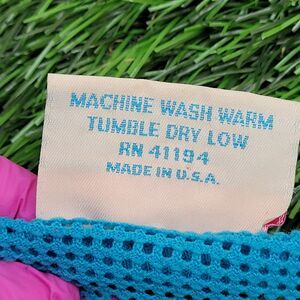 MACHINE WASH WARM
TUMBLE DRY LOW
RN 41194
MADE IN U.S.A.